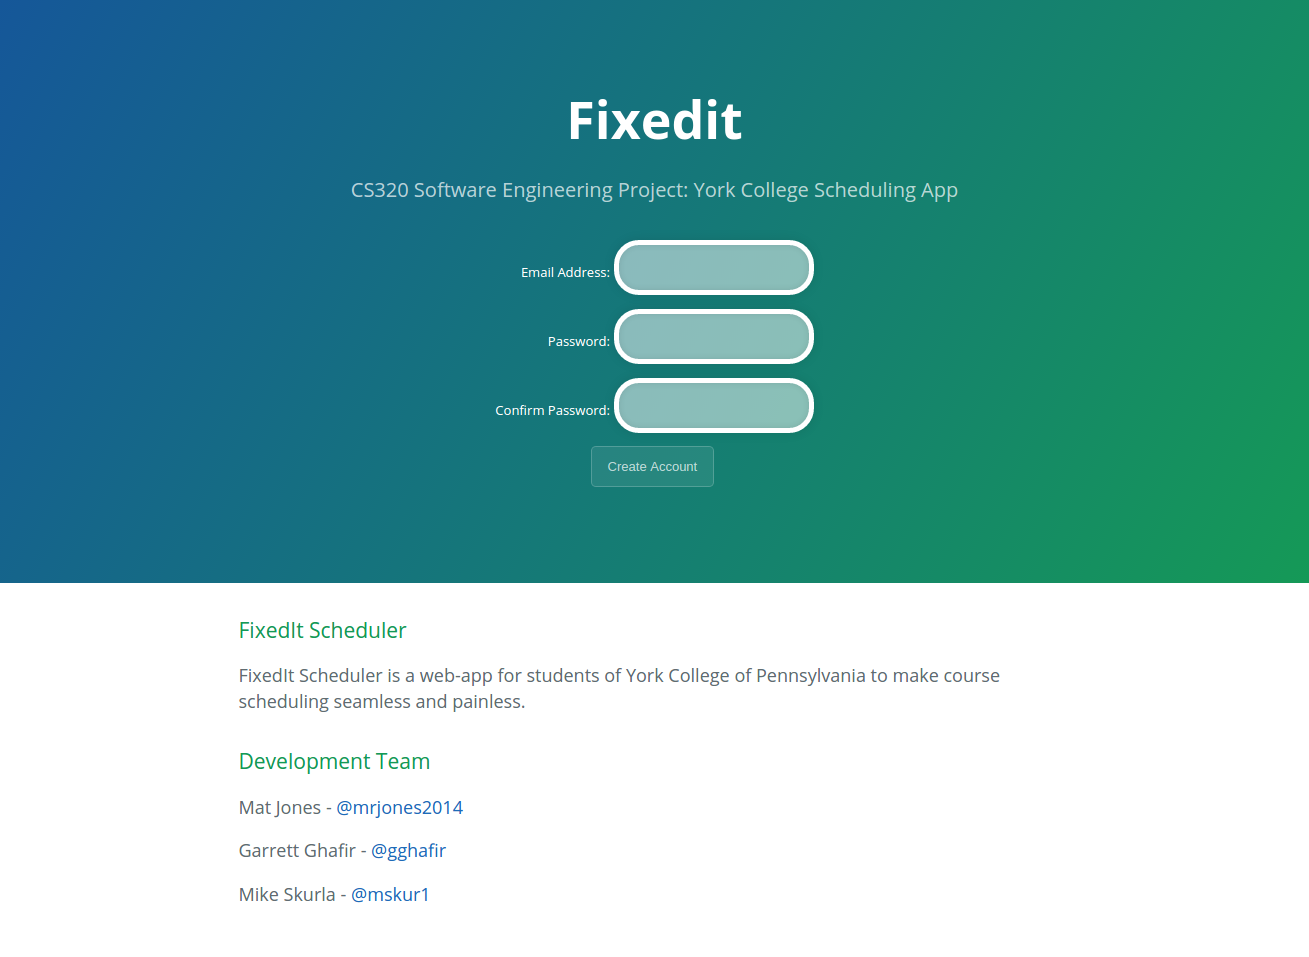 Fixedit
CS320 Software Engineering Project: York College Scheduling App
Email Address:
Password:
Confirm Password:
Create Account
FixedIt Scheduler
FixedIt Scheduler is a web-app for students of York College of Pennsylvania to make course
scheduling seamless and painless.
Development Team
Mat Jones - @mrjones2014
Garrett Ghafir - @gghafir
Mike Skurla - @mskur1